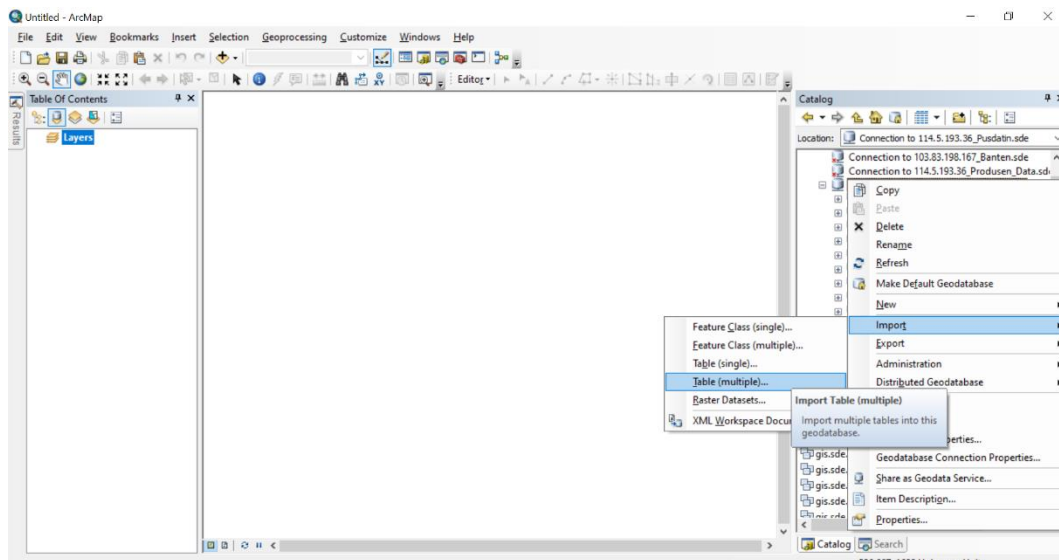 Untitled - ArcMap
File Edit View Bookmarks Insert Selection Geoprocessing Customize Windows Help
Editor
Table Of Contents
Layers
Results
Catalog
Location: Connection to 114.5.193.36_Pusdatin.sde
Connection to 103.83.198.167_Banten.sde
Connection to 114.5.193.36_Produsen_Data.sd
Copy
Paste
Delete
Rename
Refresh
Make Default Geodatabase
New
Import
Export
Administration
Distributed Geodatabase
Feature Class (single)...
Feature Class (multiple)...
Table (single)...
Table (multiple)...
Raster Datasets...
XML Workspace Docu
Import Table (multiple)
Import multiple tables into this
geodatabase.
perties...
Geodatabase Connection Properties...
Share as Geodata Service...
Item Description...
Properties...
gis.sde.
gis.sde.
gis.sde.
gis.sde.
Catalog Search